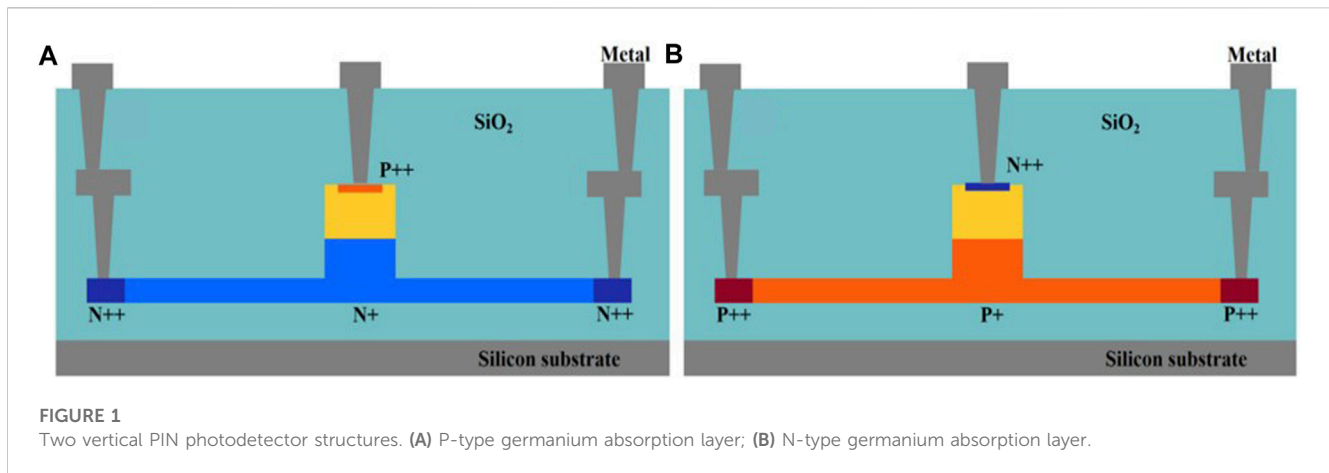 A
Metal
SiO₂
P++
N++
N+
N++
Silicon substrate
B
Metal
SiO₂
N++
P++
P+
P++
Silicon substrate
FIGURE 1
Two vertical PIN photodetector structures. (A) P-type germanium absorption layer; (B) N-type germanium absorption layer.